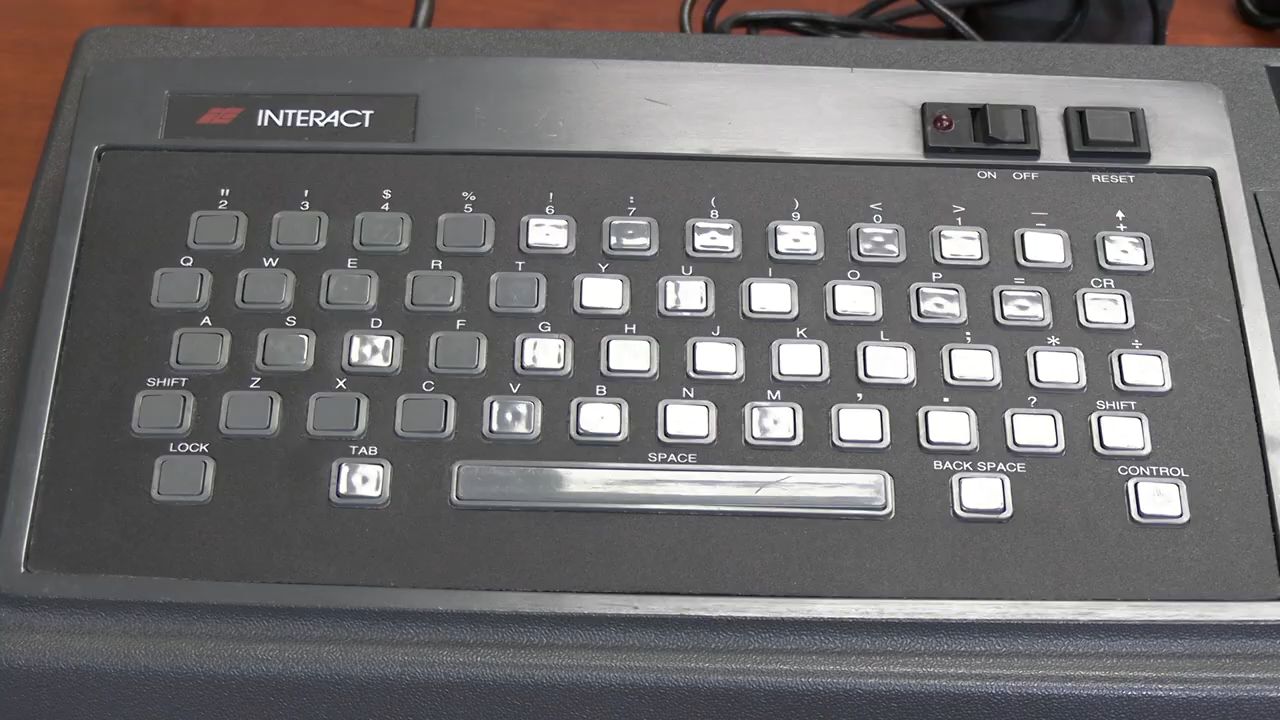 INTERACT
ON OFF RESET
" ' $ % ! : ( ) < > — ↑
2 3 4 5 6 7 8 9 0 1 - +
Q W E R T Y U I O P = CR
A S D F G H J K L ; * ÷
SHIFT Z X C V B N M , . ? SHIFT
LOCK TAB SPACE BACK SPACE CONTROL